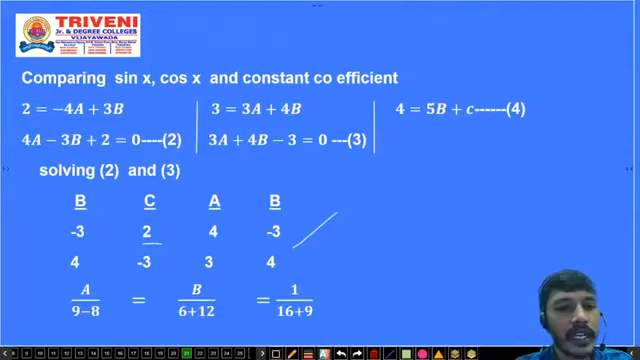 TRIVENI
Jr. & DEGREE COLLEGES
VIJAYAWADA
Comparing sin x, cos x and constant co efficient
2 = −4A + 3B
3 = 3A + 4B
4 = 5B + c------(4)
4A − 3B + 2 = 0----(2)
3A + 4B − 3 = 0 ---(3)
solving (2) and (3)
B C A B
-3 2 4 -3
4 -3 3 4
A/9−8 = B/6+12 = 1/16+9